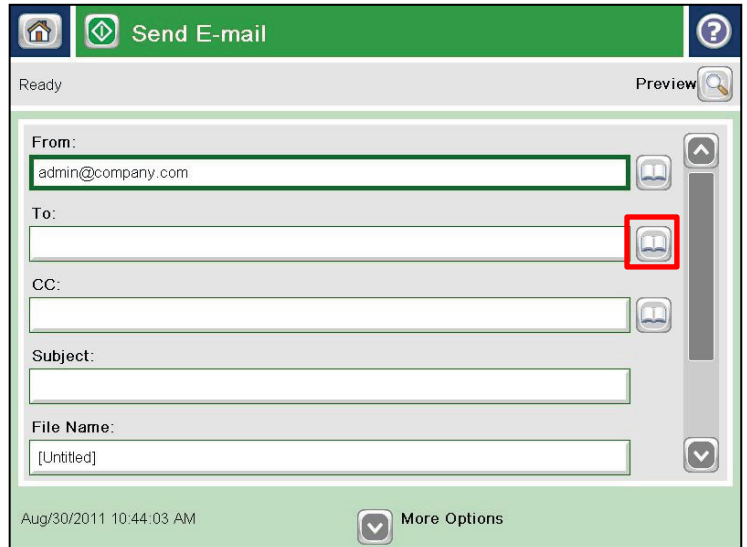 Send E-mail
?
Ready
Preview
From:
admin@company.com
To:
CC:
Subject:
File Name:
[Untitled]
Aug/30/2011 10:44:03 AM
More Options